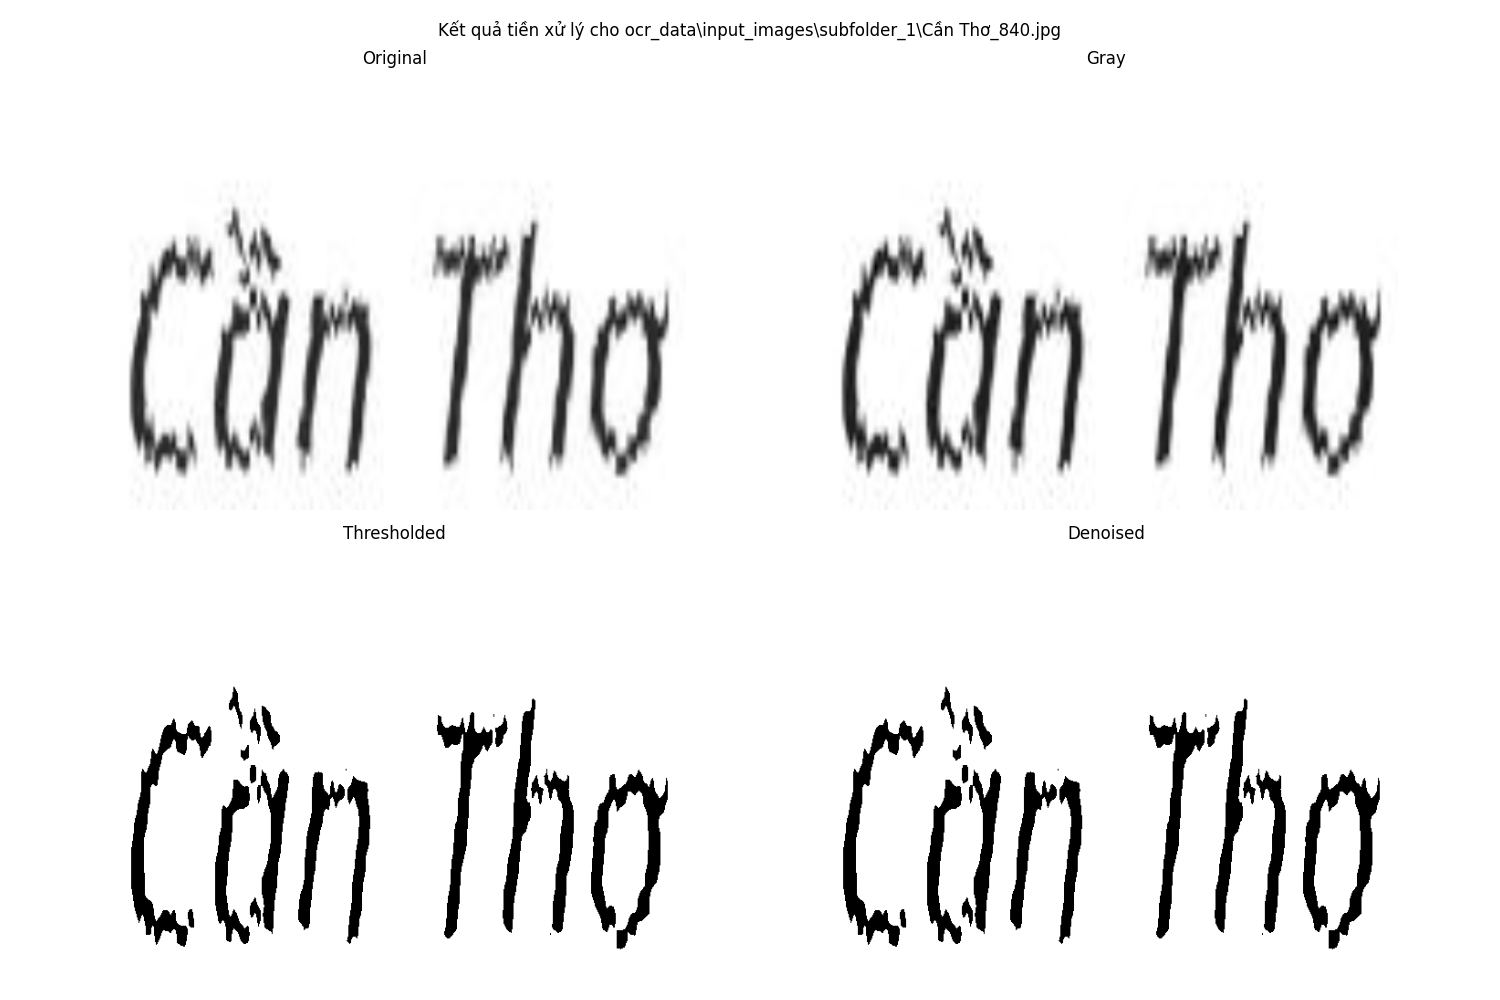 Kết quả tiền xử lý cho ocr_data\input_images\subfolder_1\Cần Thơ_840.jpg
Original
Gray
Cần Thơ
Cần Thơ
Thresholded
Denoised
Cần Thơ
Cần Thơ